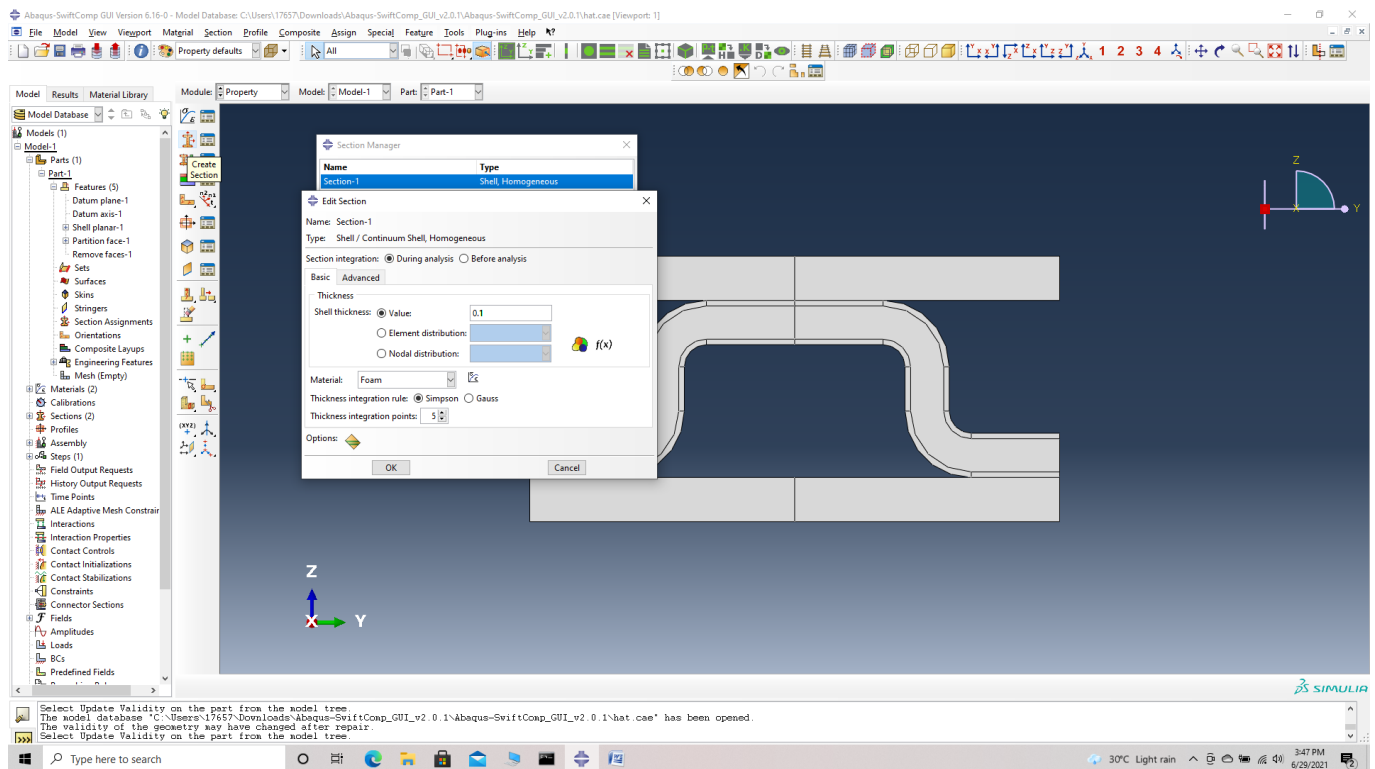 Abaqus-SwiftComp GUI Version 6.16-0 - Model Database: C:\Users\17657\Downloads\Abaqus-SwiftComp_GUI_v2.0.1\Abaqus-SwiftComp_GUI_v2.0.1\hat.cae [Viewport: 1]
File Model View Viewport Material Section Profile Composite Assign Special Feature Tools Plug-ins Help
Property defaults All 1 2 3 4
Model Results Material Library Module: Property Model: Model-1 Part: Part-1
Model Database
Models (1)
Model-1
Parts (1)
Part-1
Features (5)
Datum plane-1
Datum axis-1
Shell planar-1
Partition face-1
Remove faces-1
Sets
Surfaces
Skins
Stringers
Section Assignments
Orientations
Composite Layups
Engineering Features
Mesh (Empty)
Materials (2)
Calibrations
Sections (2)
Profiles
Assembly
Steps (1)
Field Output Requests
History Output Requests
Time Points
ALE Adaptive Mesh Constrain
Interactions
Interaction Properties
Contact Controls
Contact Initializations
Contact Stabilizations
Constraints
Connector Sections
Fields
Amplitudes
Loads
BCs
Predefined Fields
Create
Section
Section Manager
Name Type
Section-1 Shell, Homogeneous
Edit Section
Name: Section-1
Type: Shell / Continuum Shell, Homogeneous
Section integration: During analysis Before analysis
Basic Advanced
Thickness
Shell thickness: Value: 0.1
Element distribution:
Nodal distribution:
f(x)
Material: Foam
Thickness integration rule: Simpson Gauss
Thickness integration points: 5
Options:
OK Cancel
Z
X Y
Z
X Y
SIMULIA
Select Update Validity on the part from the model tree.
The model database "C:\Users\17657\Downloads\Abaqus-SwiftComp_GUI_v2.0.1\Abaqus-SwiftComp_GUI_v2.0.1\hat.cae" has been opened.
The validity of the geometry may have changed after repair.
Select Update Validity on the part from the model tree.
Type here to search
30°C Light rain
3:47 PM
6/29/2021
2